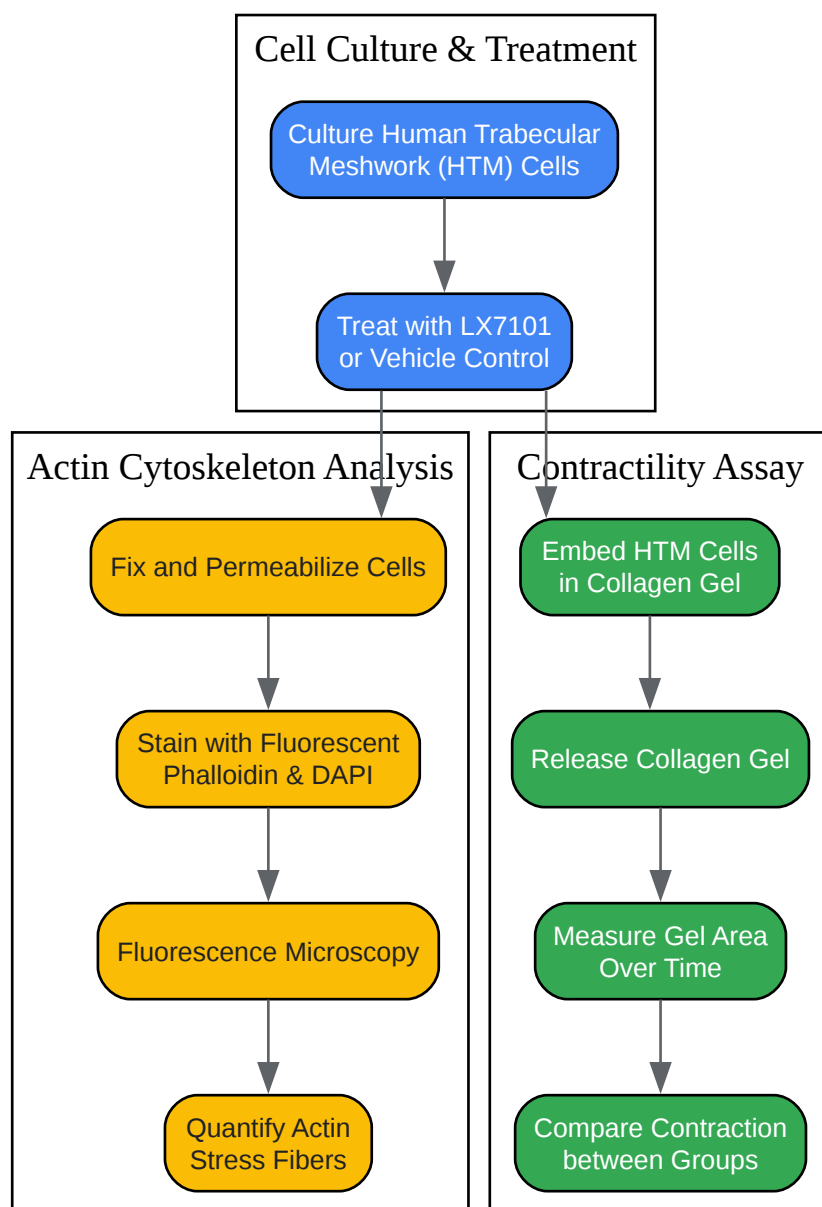 Cell Culture & Treatment
Culture Human Trabecular
Meshwork (HTM) Cells
Treat with LX7101
or Vehicle Control
Actin Cytoskeleton Analysis
Fix and Permeabilize Cells
Stain with Fluorescent
Phalloidin & DAPI
Fluorescence Microscopy
Quantify Actin
Stress Fibers
Contractility Assay
Embed HTM Cells
in Collagen Gel
Release Collagen Gel
Measure Gel Area
Over Time
Compare Contraction
between Groups